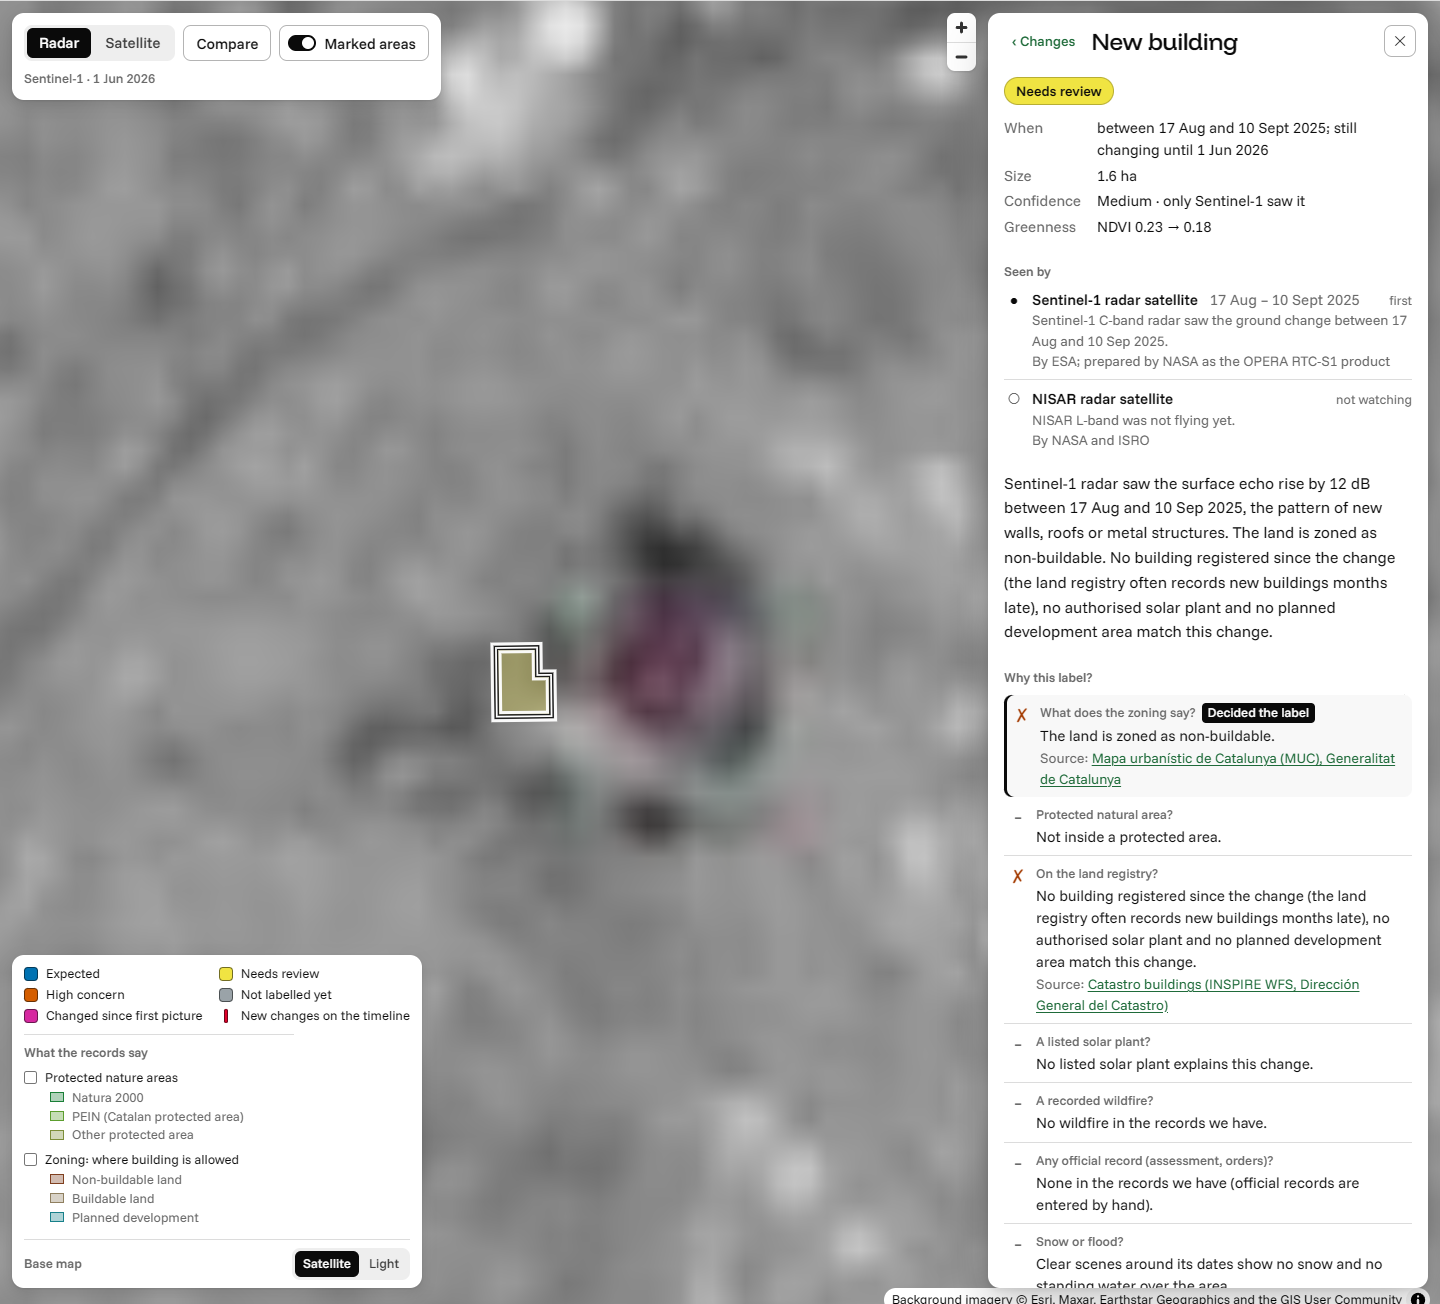 Radar
Satellite
Compare
Marked areas
Sentinel-1 · 1 Jun 2026
+
−
‹ Changes
New building
Needs review
When
between 17 Aug and 10 Sept 2025; still
changing until 1 Jun 2026
Size
1.6 ha
Confidence
Medium · only Sentinel-1 saw it
Greenness
NDVI 0.23 → 0.18
Seen by
Sentinel-1 radar satellite 17 Aug – 10 Sept 2025 first
Sentinel-1 C-band radar saw the ground change between 17
Aug and 10 Sep 2025.
By ESA; prepared by NASA as the OPERA RTC-S1 product
NISAR radar satellite not watching
NISAR L-band was not flying yet.
By NASA and ISRO
Sentinel-1 radar saw the surface echo rise by 12 dB
between 17 Aug and 10 Sep 2025, the pattern of new
walls, roofs or metal structures. The land is zoned as
non-buildable. No building registered since the change
(the land registry often records new buildings months
late), no authorised solar plant and no planned
development area match this change.
Why this label?
✗ What does the zoning say? Decided the label
The land is zoned as non-buildable.
Source: Mapa urbanístic de Catalunya (MUC), Generalitat
de Catalunya
– Protected natural area?
Not inside a protected area.
✗ On the land registry?
No building registered since the change (the land
registry often records new buildings months late), no
authorised solar plant and no planned development
area match this change.
Source: Catastro buildings (INSPIRE WFS, Dirección
General del Catastro)
– A listed solar plant?
No listed solar plant explains this change.
– A recorded wildfire?
No wildfire in the records we have.
– Any official record (assessment, orders)?
None in the records we have (official records are
entered by hand).
– Snow or flood?
Clear scenes around its dates show no snow and no
standing water over the area.
Expected
Needs review
High concern
Not labelled yet
Changed since first picture
New changes on the timeline
What the records say
Protected nature areas
Natura 2000
PEIN (Catalan protected area)
Other protected area
Zoning: where building is allowed
Non-buildable land
Buildable land
Planned development
Base map
Satellite
Light
Background imagery © Esri, Maxar, Earthstar Geographics and the GIS User Community